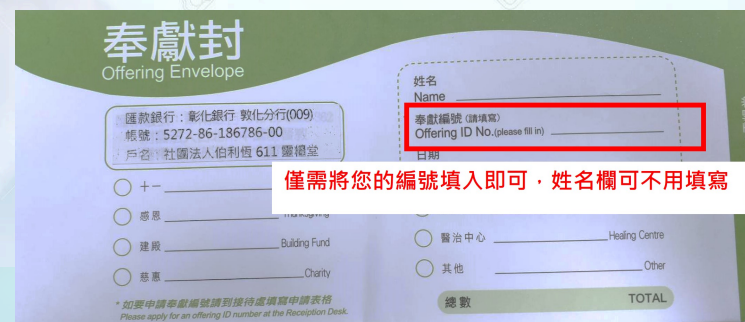 奉獻封
Offering Envelope
匯款銀行：彰化銀行 敦化分行(009)
帳號：5272-86-186786-00
戶名：社團法人伯利恆 611 靈糧堂
十一
感恩 Thanksgiving
建殿 Building Fund
慈惠 Charity
*如要申請奉獻編號請到接待處填寫申請表格
Please apply for an offering ID number at the Receiption Desk.
姓名
Name
奉獻編號 (請填寫)
Offering ID No.(please fill in)
日期
僅需將您的編號填入即可，姓名欄可不用填寫
醫治中心 Healing Centre
其他 Other
總數 TOTAL